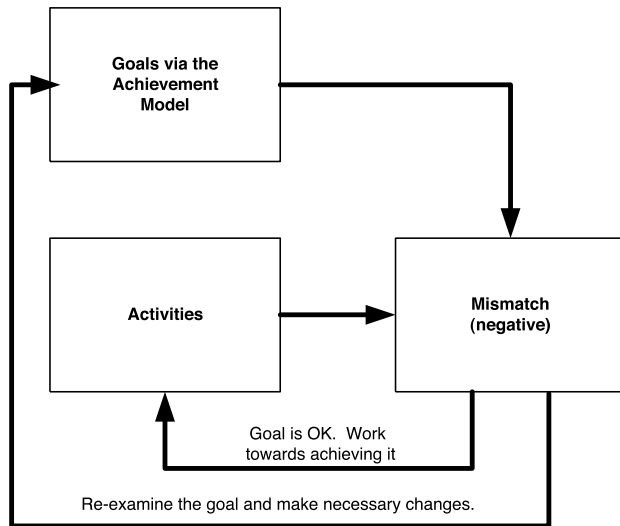 Goals via the
Achievement
Model
Activities
Mismatch
(negative)
Goal is OK.  Work
towards achieving it
Re-examine the goal and make necessary changes.